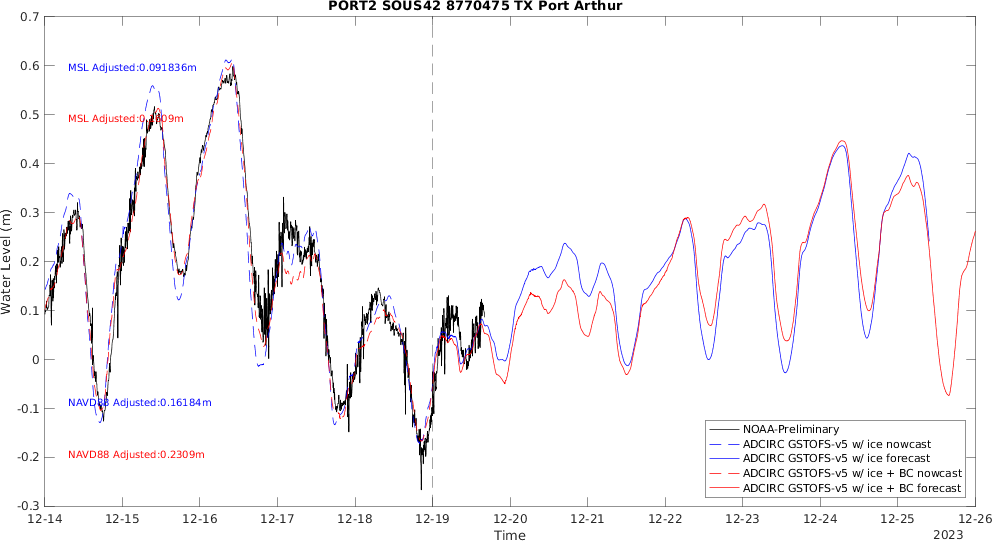 PORT2 SOUS42 8770475 TX Port Arthur
0.7
0.6
0.5
0.4
0.3
0.2
0.1
0
-0.1
-0.2
-0.3
Water Level (m)
MSL Adjusted:0.091836m
MSL Adjusted:
NAVD88 Adjusted:0.16184m
NAVD88 Adjusted:0.2309m
NOAA-Preliminary
ADCIRC GSTOFS-v5 w/ ice nowcast
ADCIRC GSTOFS-v5 w/ ice forecast
ADCIRC GSTOFS-v5 w/ ice + BC nowcast
ADCIRC GSTOFS-v5 w/ ice + BC forecast
12-14 12-15 12-16 12-17 12-18 12-19 12-20 12-21 12-22 12-23 12-24 12-25 12-26
Time
2023